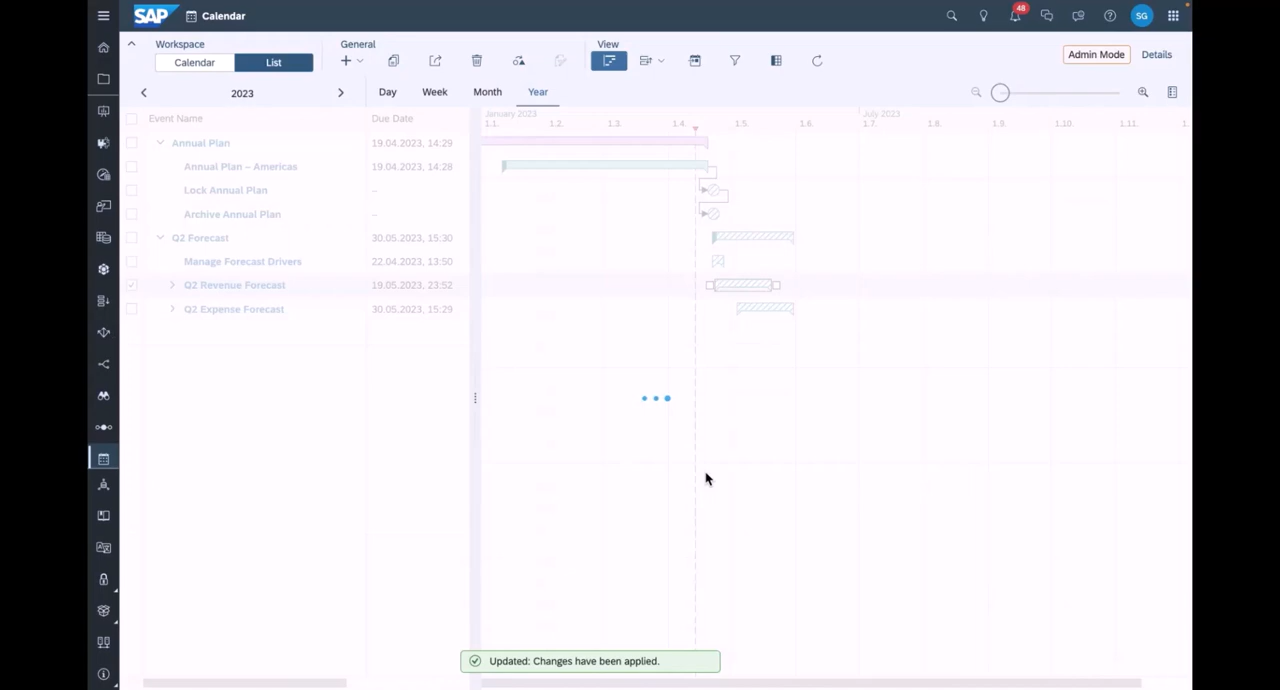 SAP Calendar
48
SG
Workspace
General
View
Calendar
List
Admin Mode
Details
2023
Day
Week
Month
Year
Event Name
Due Date
January 2023
July 2023
1.1.
1.2.
1.3.
1.4.
1.5.
1.6.
1.7.
1.8.
1.9.
1.10.
1.11.
1.
Annual Plan 19.04.2023, 14:29
Annual Plan – Americas 19.04.2023, 14:28
Lock Annual Plan --
Archive Annual Plan --
Q2 Forecast 30.05.2023, 15:30
Manage Forecast Drivers 22.04.2023, 13:50
Q2 Revenue Forecast 19.05.2023, 23:52
Q2 Expense Forecast 30.05.2023, 15:29
Updated: Changes have been applied.